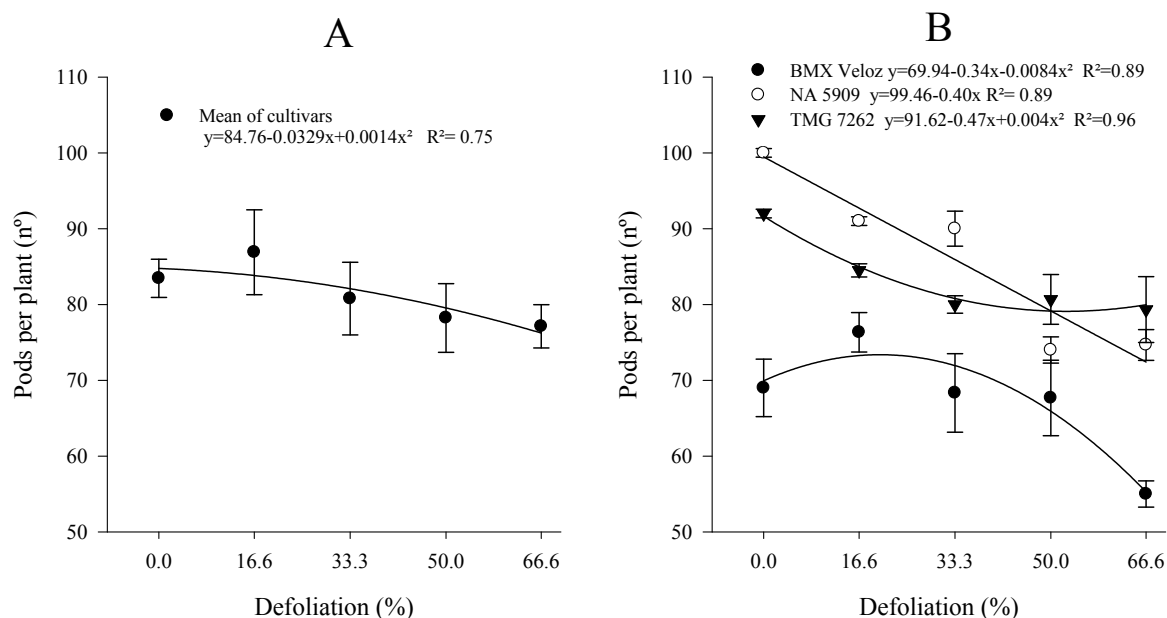 A
Mean of cultivars
y=84.76-0.0329x+0.0014x² R²= 0.75
110
100
90
80
70
60
50
Pods per plant (nº)
0.0 16.6 33.3 50.0 66.6
Defoliation (%)
B
BMX Veloz y=69.94-0.34x-0.0084x² R²=0.89
NA 5909 y=99.46-0.40x R²= 0.89
TMG 7262 y=91.62-0.47x+0.004x² R²=0.96
110
100
90
80
70
60
50
Pods per plant (nº)
0.0 16.6 33.3 50.0 66.6
Defoliation (%)